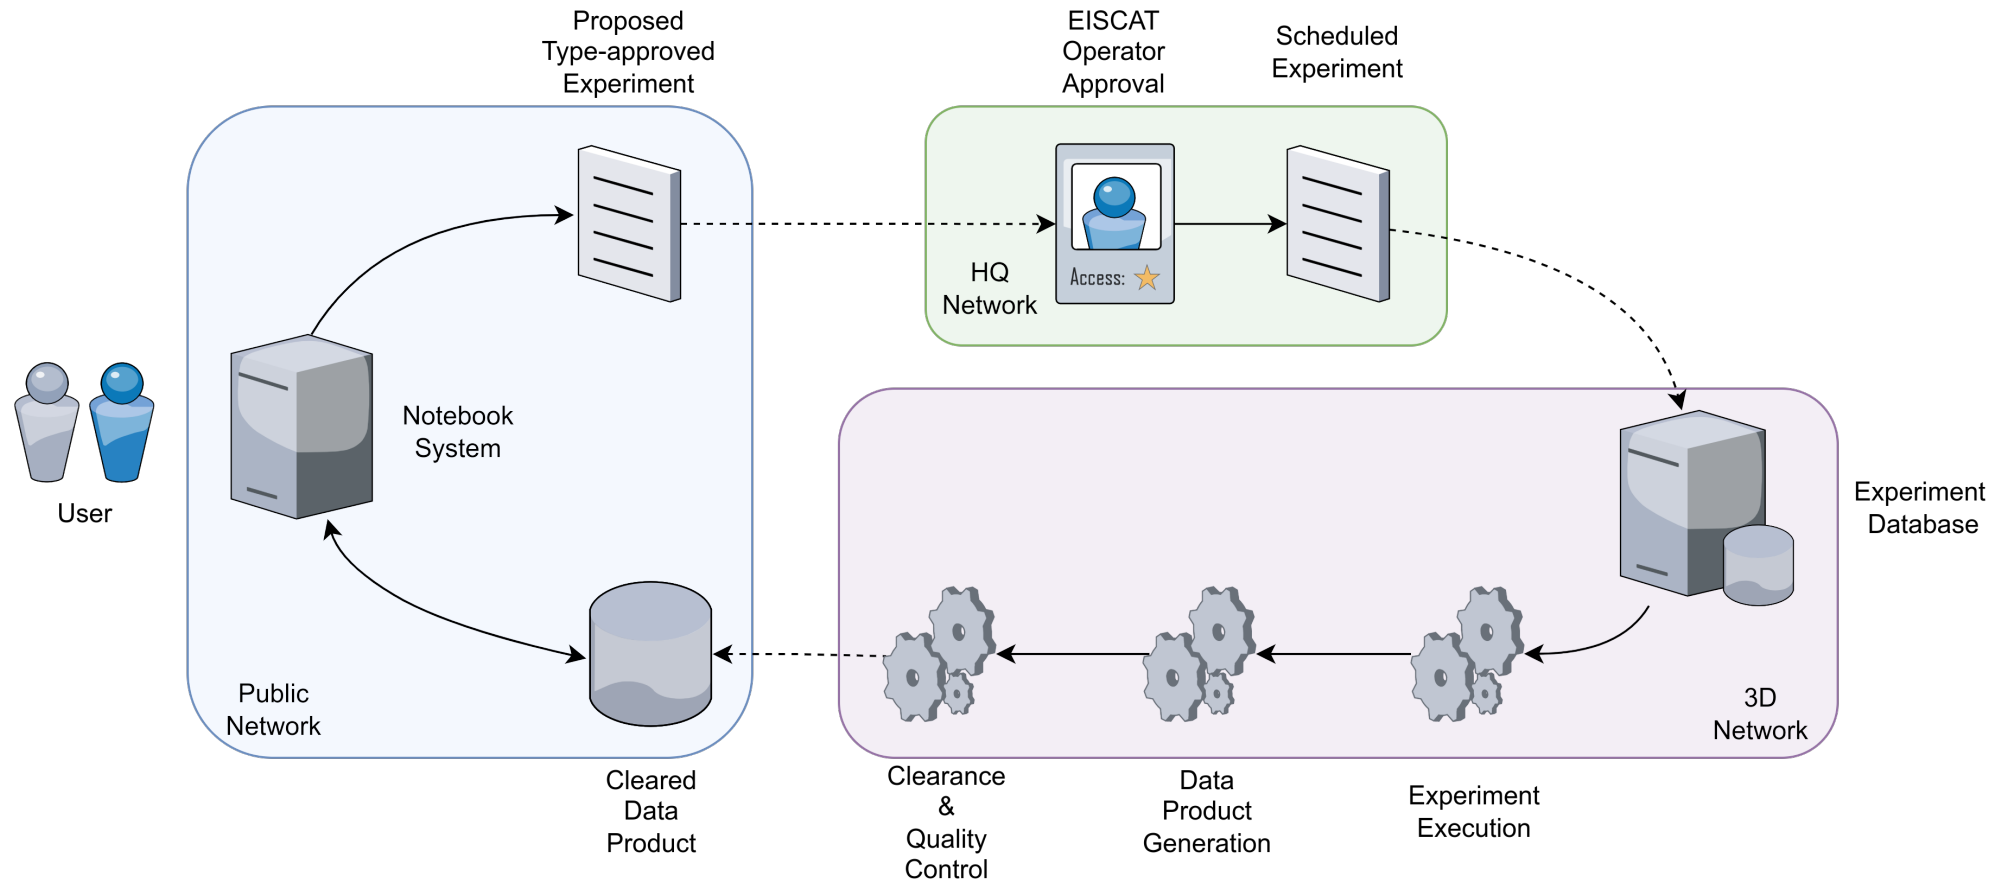 Proposed
Type-approved
Experiment
EISCAT
Operator
Approval
Scheduled
Experiment
Access:
HQ
Network
Notebook
System
User
Experiment
Database
Public
Network
3D
Network
Cleared
Data
Product
Clearance
&
Quality
Control
Data
Product
Generation
Experiment
Execution